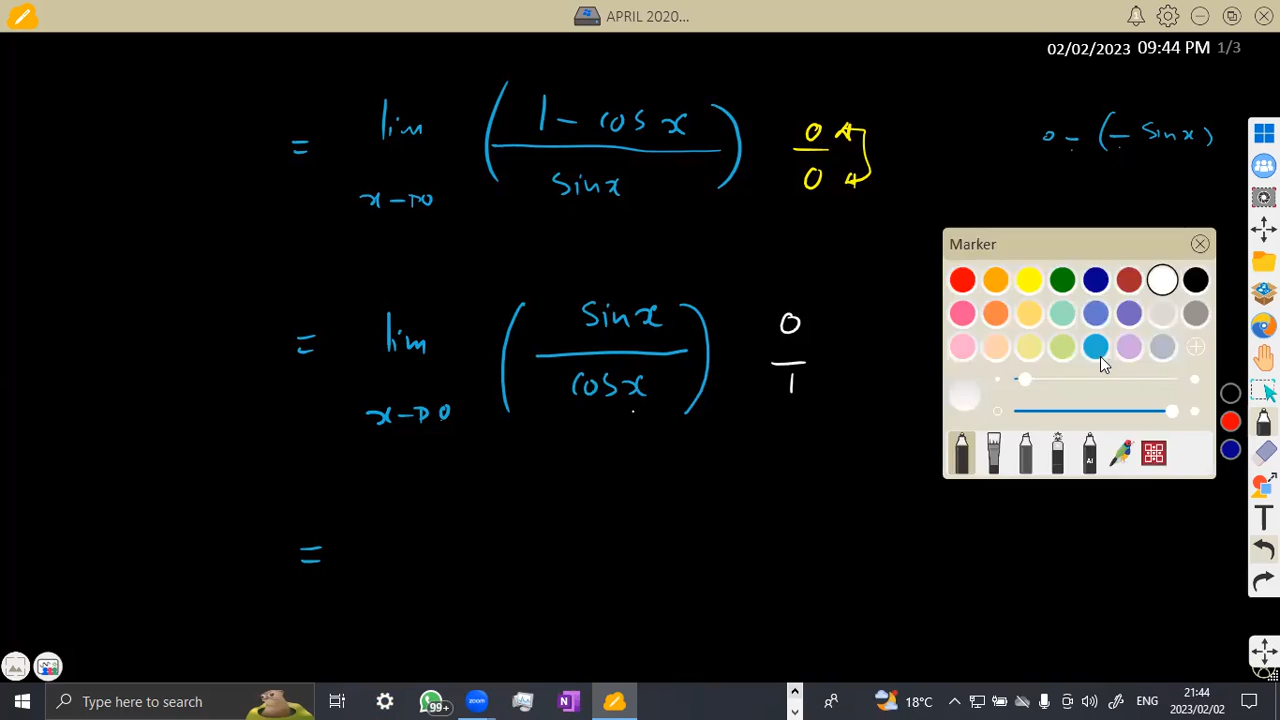 APRIL 2020...
02/02/2023 09:44 PM 1/3
= lim x→0 ( 1 - cos x / sin x ) 0 / 0
0 - (- sin x)
Marker
= lim x→0 ( sin x / cos x ) 0 / 1
AI
=
T
Type here to search
99+
zoom
N
18°C
ENG
21:44
2023/02/02